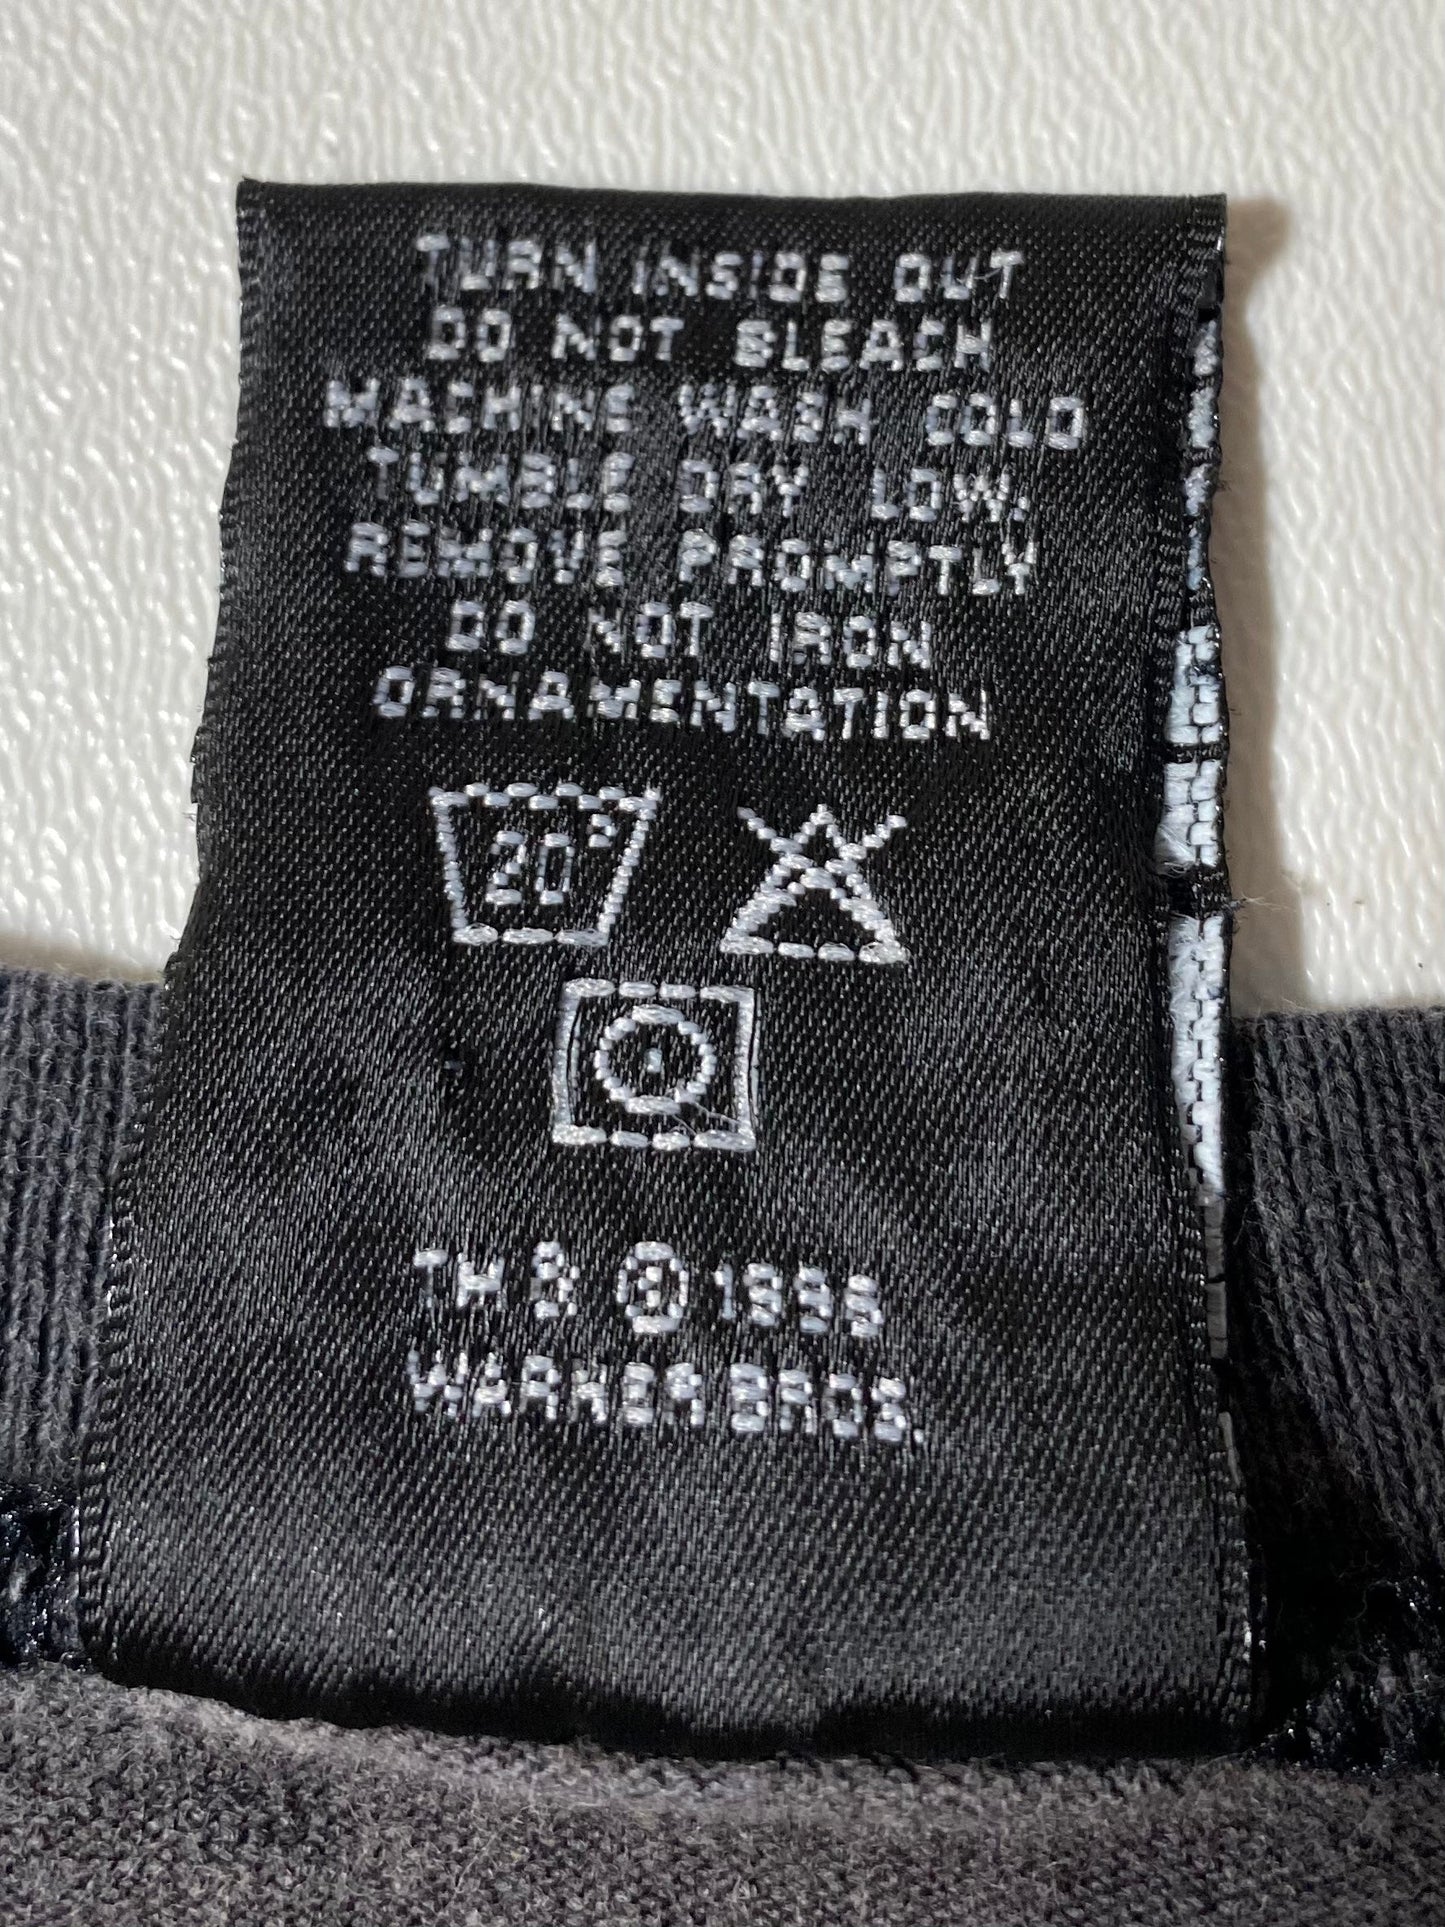 TURN INSIDE OUT
DO NOT BLEACH
MACHINE WASH COLD
TUMBLE DRY LOW,
REMOVE PROMPTLY
DO NOT IRON
ORNAMENTATION
20°
TM & © 1999
WARNER BROS.